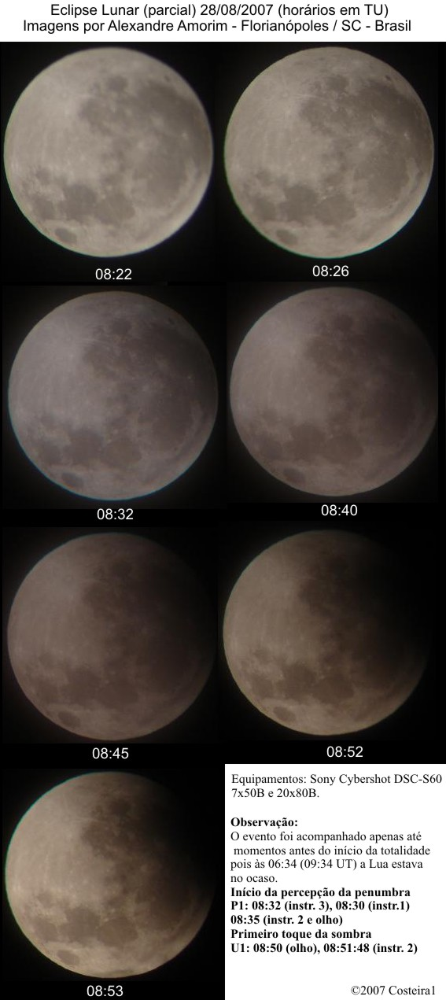 Eclipse Lunar (parcial) 28/08/2007 (horários em TU)
Imagens por Alexandre Amorim - Florianópoles / SC - Brasil
08:22
08:26
08:32
08:40
08:45
08:52
08:53
Equipamentos: Sony Cybershot DSC-S60
7x50B e 20x80B.
Observação:
O evento foi acompanhado apenas até
momentos antes do início da totalidade
pois às 06:34 (09:34 UT) a Lua estava
no ocaso.
Início da percepção da penumbra
P1: 08:32 (instr. 3), 08:30 (instr.1)
08:35 (instr. 2 e olho)
Primeiro toque da sombra
U1: 08:50 (olho), 08:51:48 (instr. 2)
©2007 Costeira1